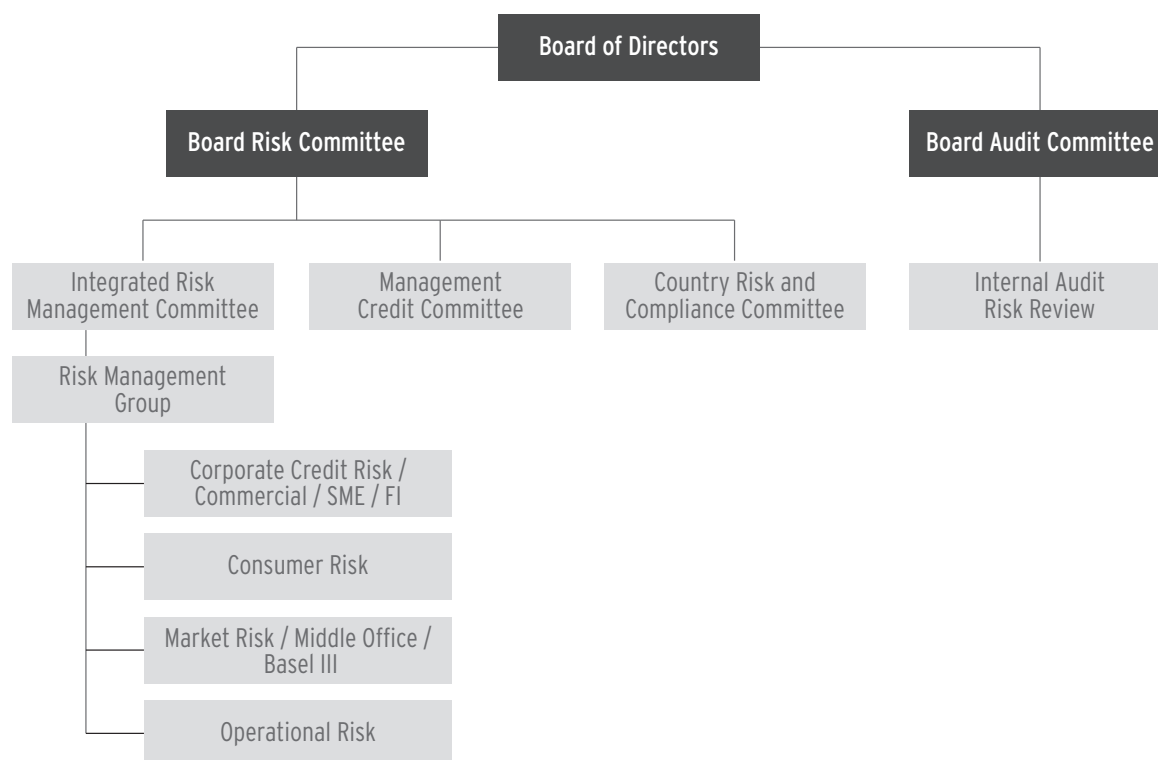 Board of Directors
Board Risk Committee
Board Audit Committee
Integrated Risk
Management Committee
Management
Credit Committee
Country Risk and
Compliance Committee
Internal Audit
Risk Review
Risk Management
Group
Corporate Credit Risk /
Commercial / SME / FI
Consumer Risk
Market Risk / Middle Office /
Basel III
Operational Risk